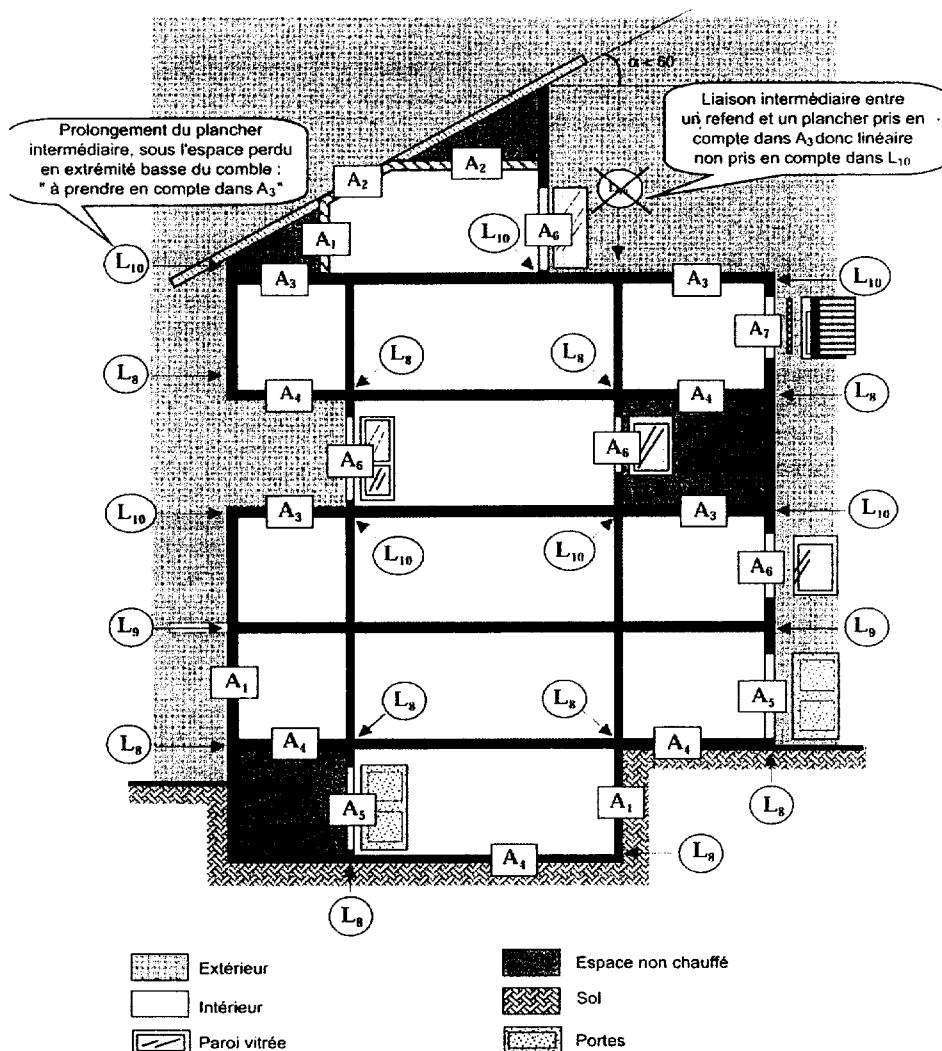 α < 60
Prolongement du plancher
intermédiaire, sous l'espace perdu
en extrémité basse du comble :
" à prendre en compte dans A3"
Liaison intermédiaire entre
un refend et un plancher pris en
compte dans A3 donc linéaire
non pris en compte dans L10
A2
A2
A1
L10
A6
L10
A3
A3
L10
A7
L8
L8
L8
A4
A4
L8
A6
A6
L10
A3
A3
L10
L10
L10
A6
L9
L9
A1
L8
L8
A5
L8
A4
A4
A5
A1
L8
L8
A4
L8
Extérieur
Espace non chauffé
Intérieur
Sol
Paroi vitrée
Portes